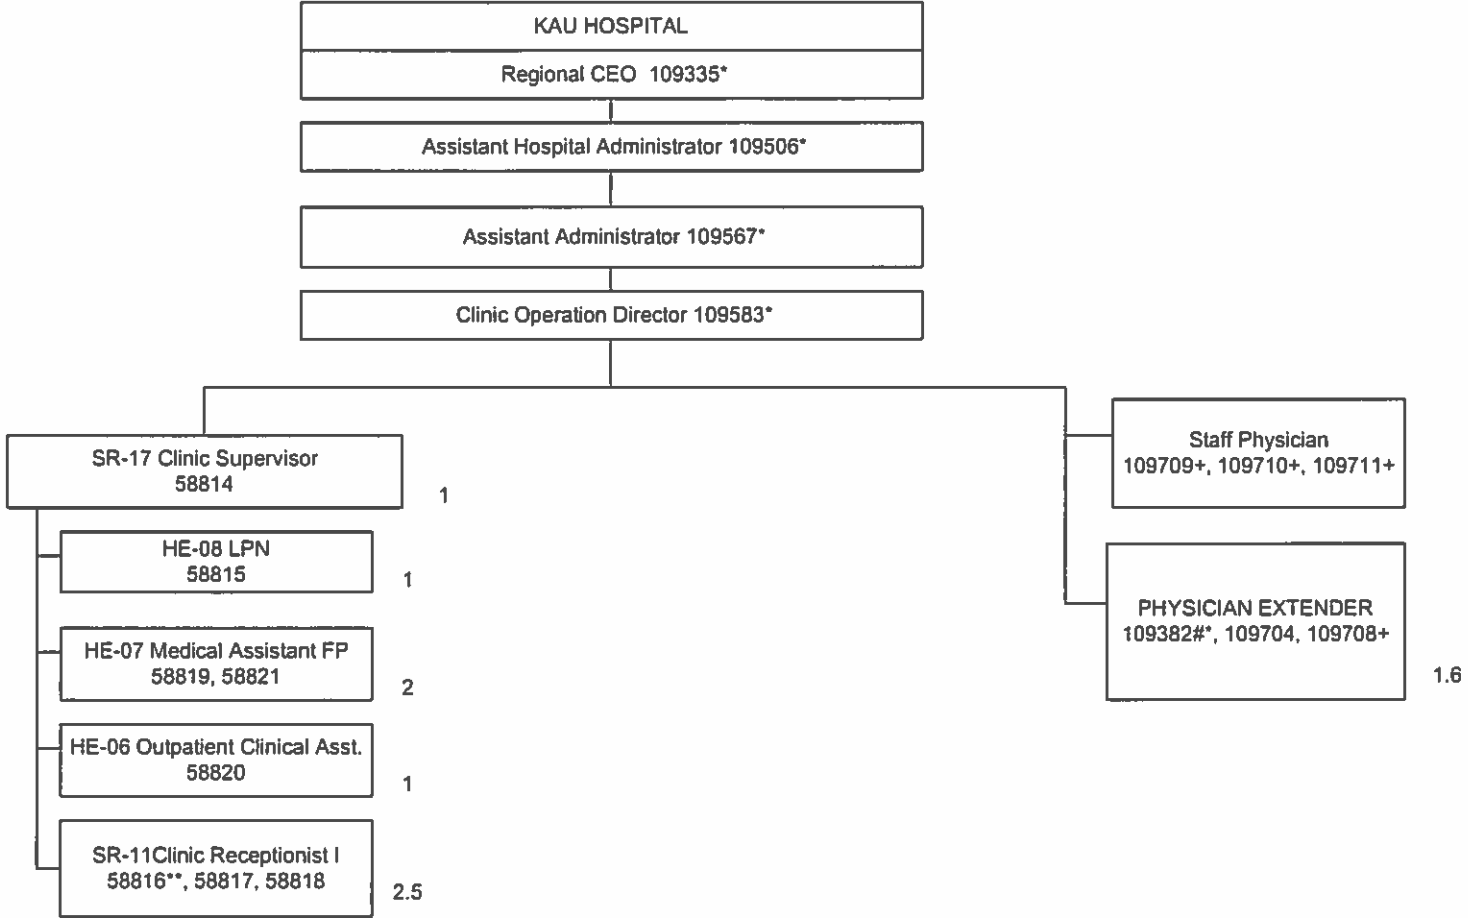 KAU HOSPITAL
Regional CEO 109335*
Assistant Hospital Administrator 109506*
Assistant Administrator 109567*
Clinic Operation Director 109583*
SR-17 Clinic Supervisor
58814
1
HE-08 LPN
58815
1
HE-07 Medical Assistant FP
58819, 58821
2
HE-06 Outpatient Clinical Asst.
58820
1
SR-11Clinic Receptionist I
58816**, 58817, 58818
2.5
Staff Physician
109709+, 109710+, 109711+
PHYSICIAN EXTENDER
109382#*, 109704, 109708+
1.6